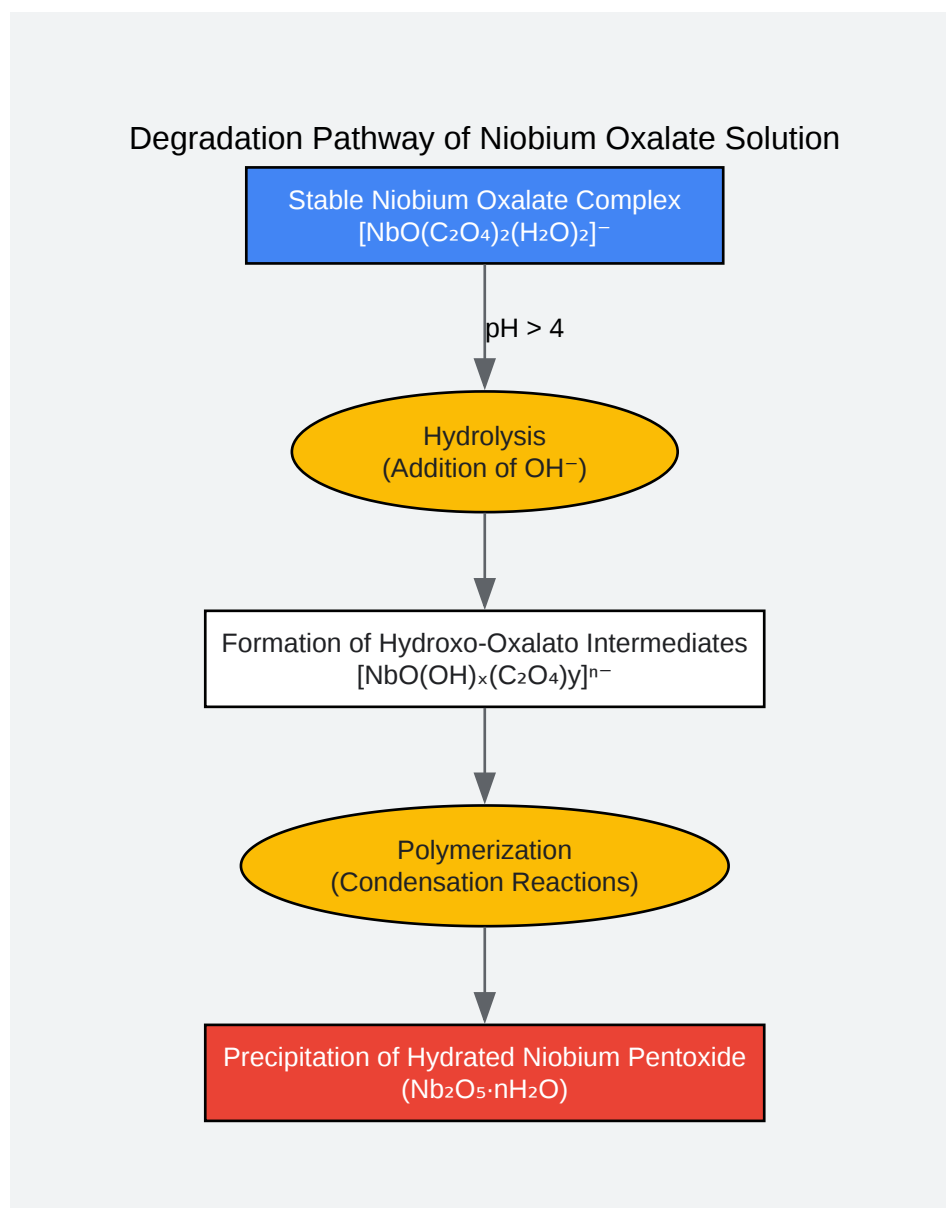 Degradation Pathway of Niobium Oxalate Solution
Stable Niobium Oxalate Complex
[NbO(C₂O₄)₂(H₂O)₂]⁻
pH > 4
Hydrolysis
(Addition of OH⁻)
Formation of Hydroxo-Oxalato Intermediates
[NbO(OH)ₓ(C₂O₄)y]ⁿ⁻
Polymerization
(Condensation Reactions)
Precipitation of Hydrated Niobium Pentoxide
(Nb₂O₅·nH₂O)